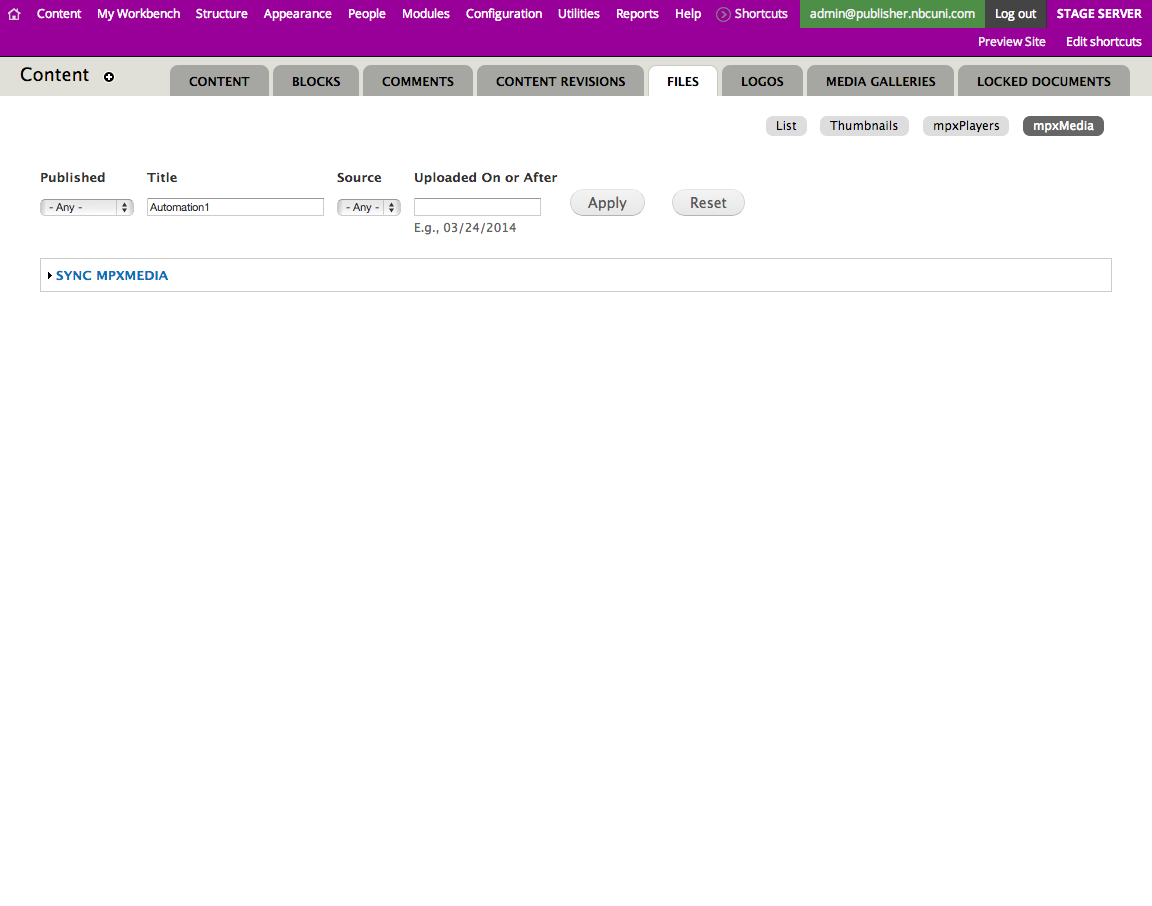 Content My Workbench Structure Appearance People Modules Configuration Utilities Reports Help Shortcuts admin@publisher.nbcuni.com Log out STAGE SERVER
Preview Site Edit shortcuts
Content CONTENT BLOCKS COMMENTS CONTENT REVISIONS FILES LOGOS MEDIA GALLERIES LOCKED DOCUMENTS
List Thumbnails mpxPlayers mpxMedia
Published Title Source Uploaded On or After
- Any - Automation1 - Any - Apply Reset
E.g., 03/24/2014
SYNC MPXMEDIA